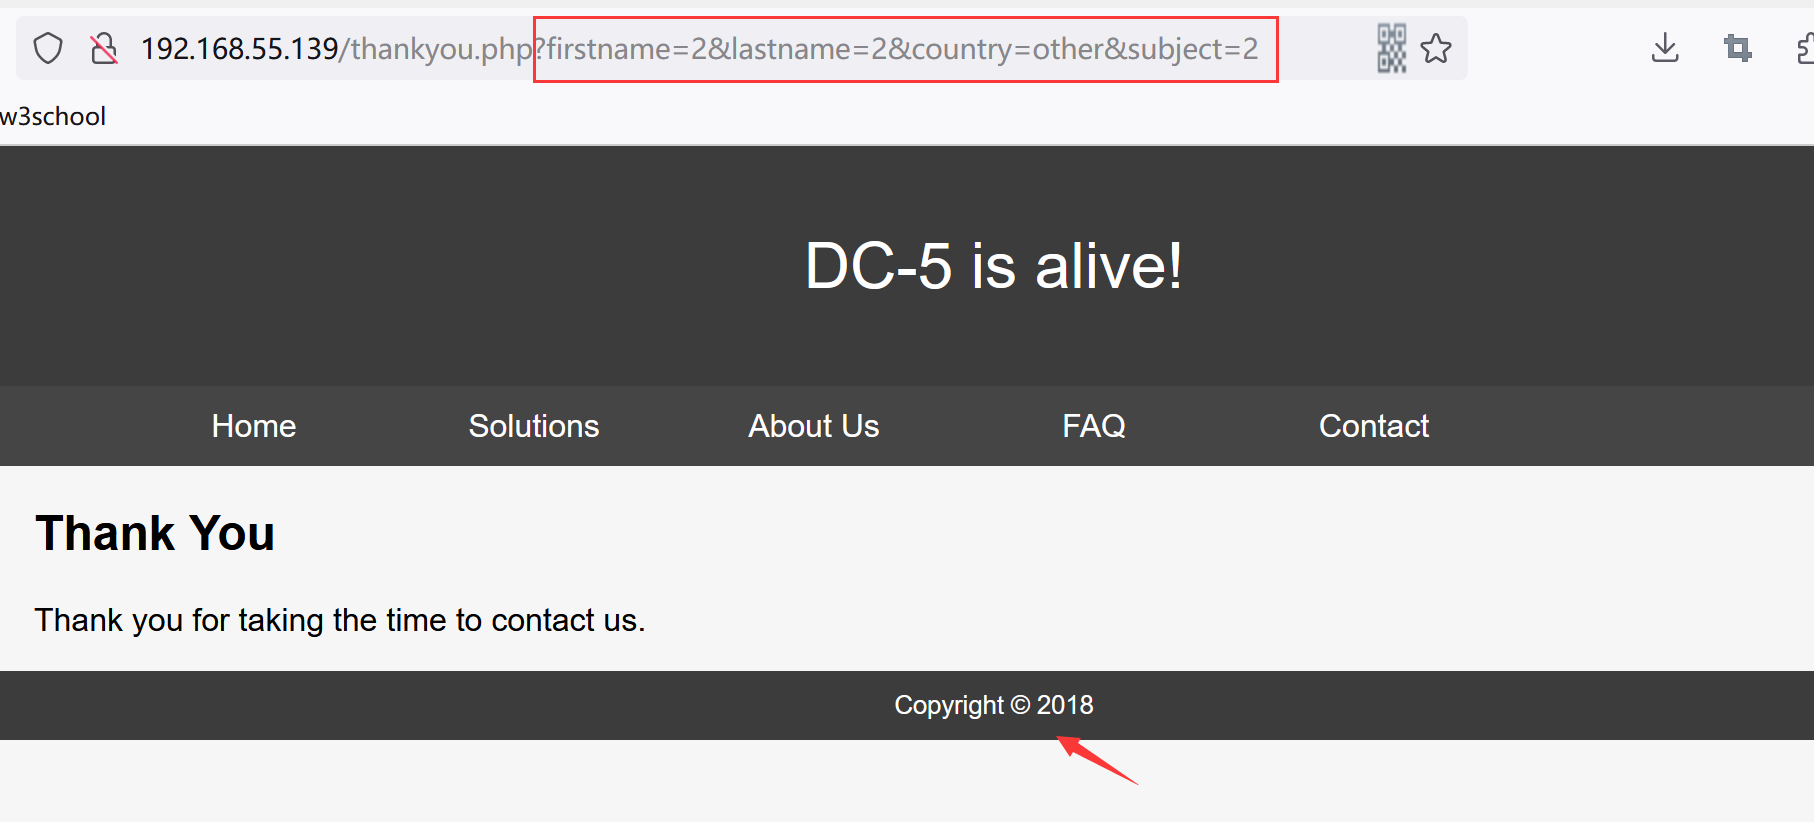 192.168.55.139/thankyou.php?firstname=2&lastname=2&country=other&subject=2
w3school
DC-5 is alive!
Home Solutions About Us FAQ Contact
Thank You
Thank you for taking the time to contact us.
Copyright © 2018